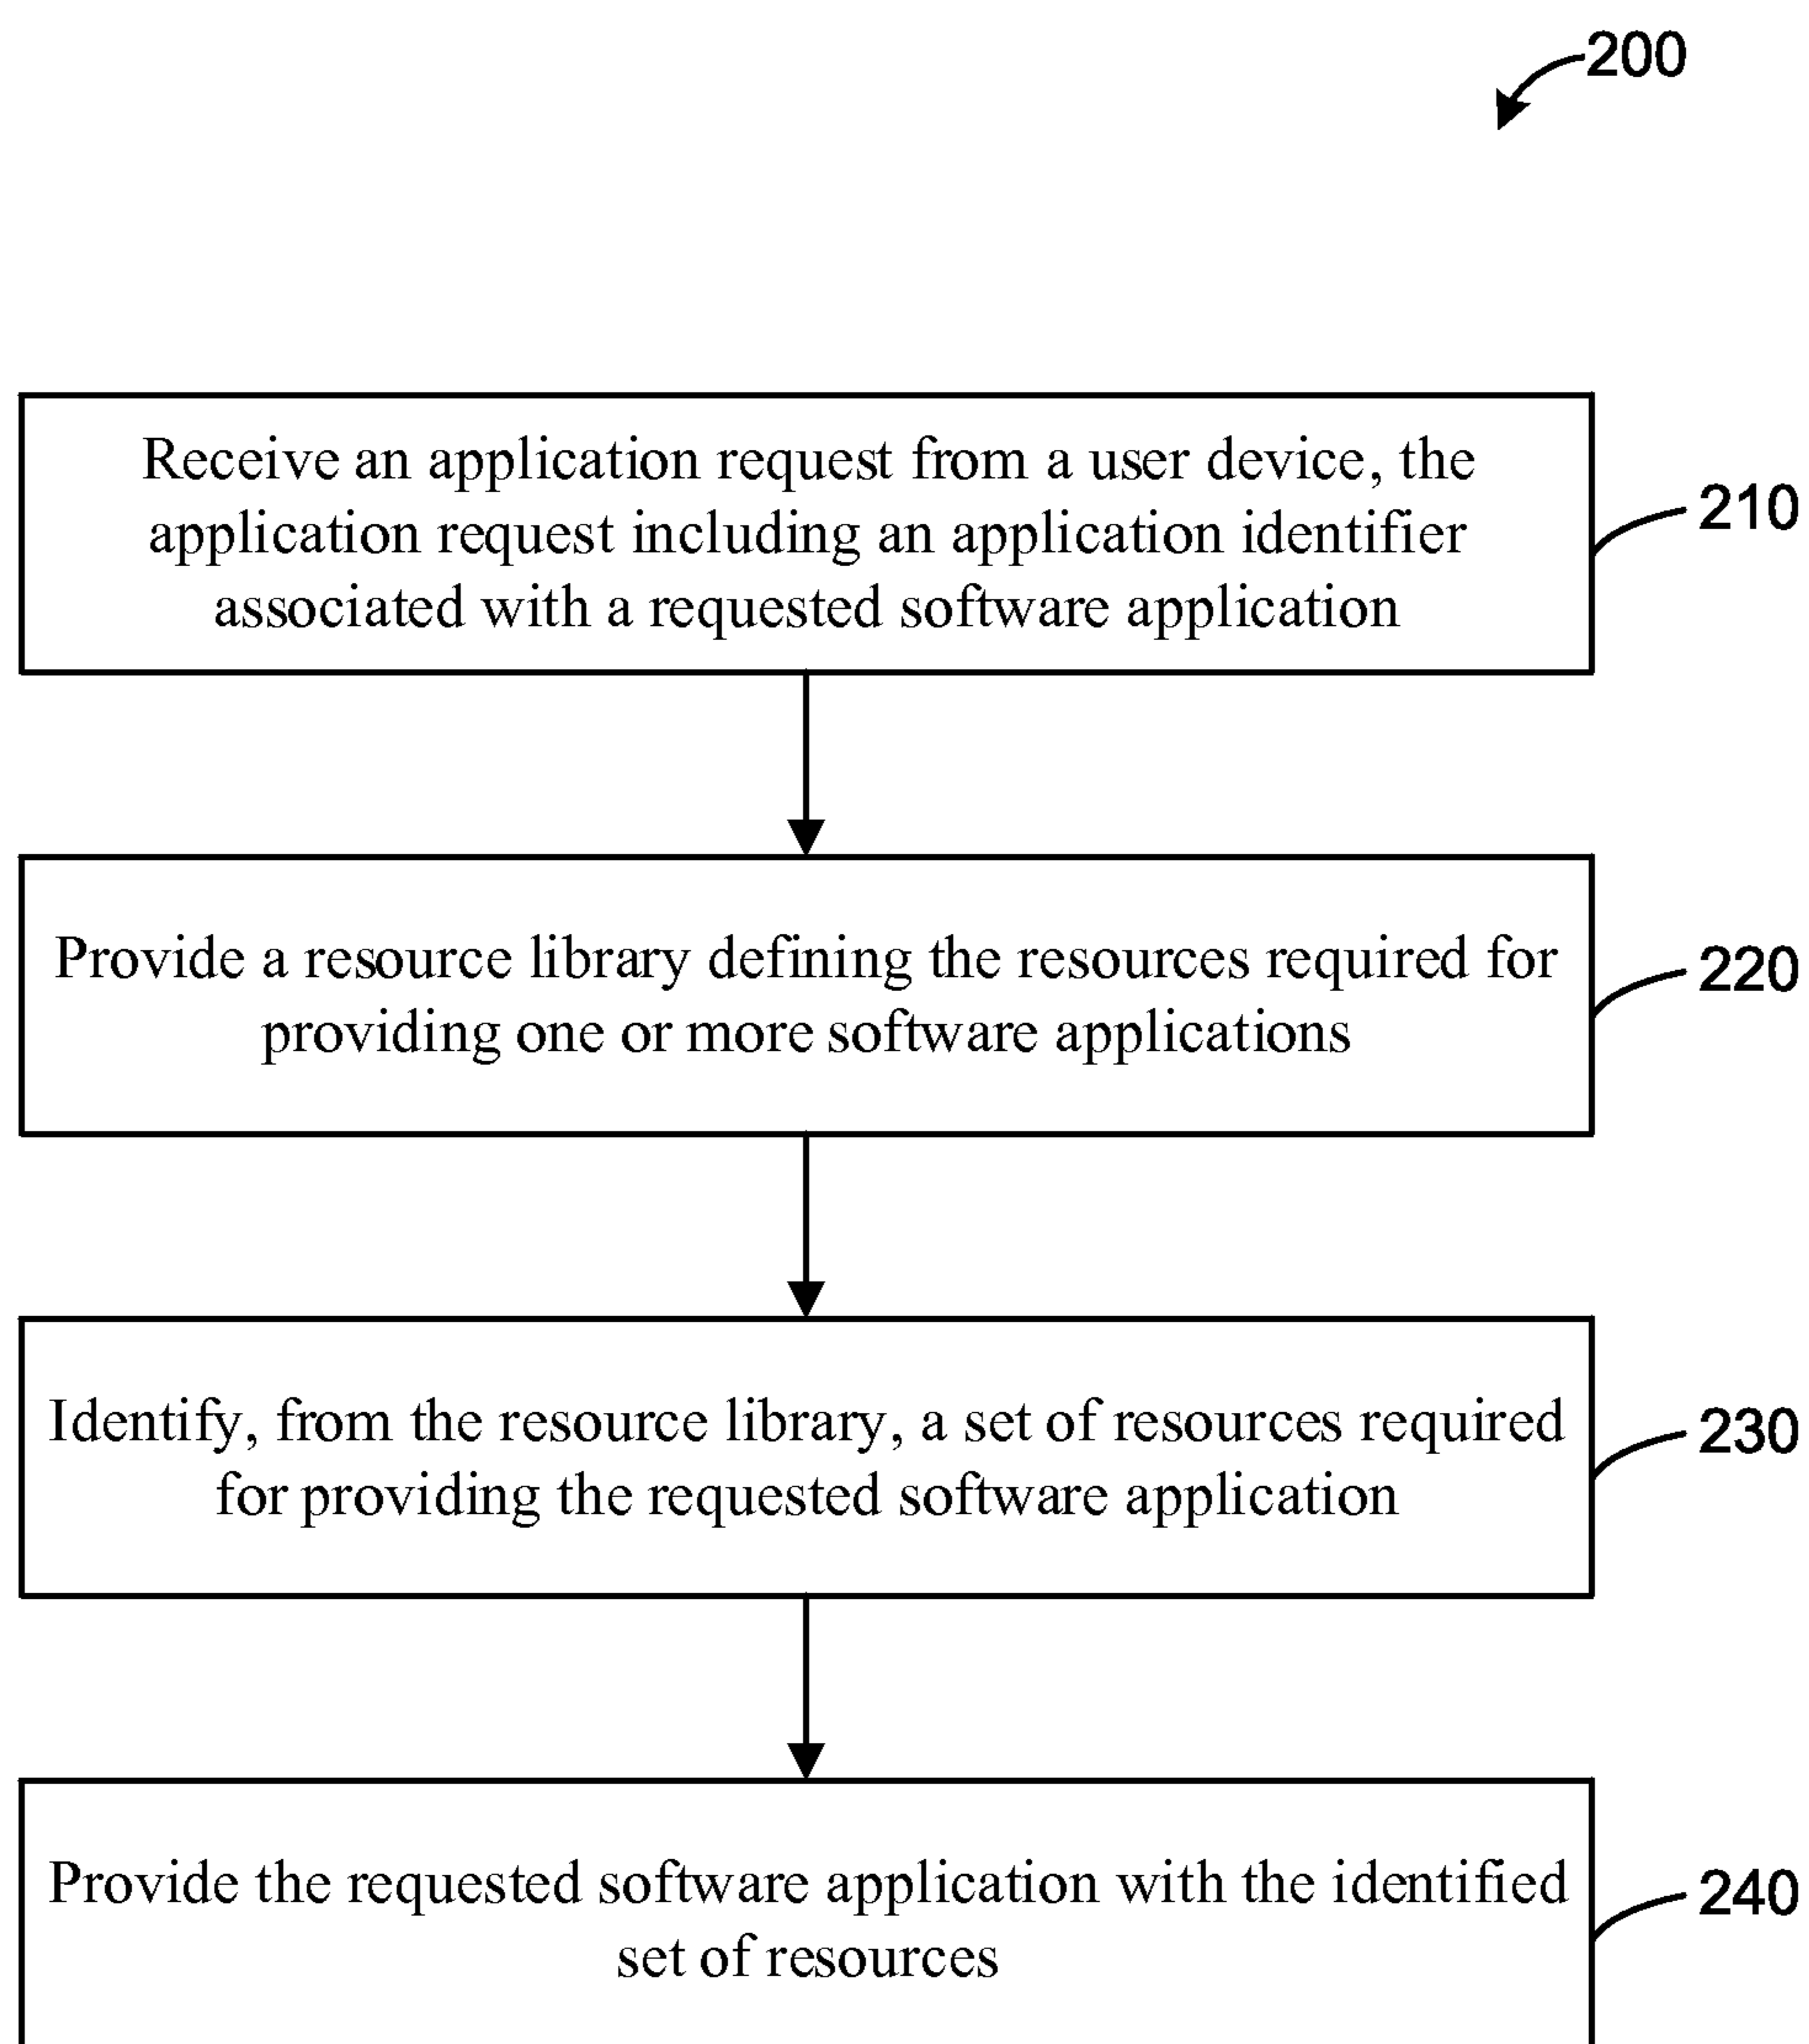 200
Receive an application request from a user device, the
application request including an application identifier
associated with a requested software application
210
Provide a resource library defining the resources required for
providing one or more software applications
220
Identify, from the resource library, a set of resources required
for providing the requested software application
230
Provide the requested software application with the identified
set of resources
240